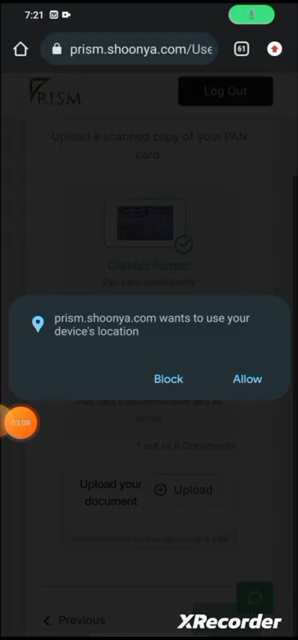 7:21
prism.shoonya.com/Use
61
PRISM
Log Out
Upload a scanned copy of your PAN
card
Correct Format
prism.shoonya.com wants to use your
device's location
Block
Allow
03:08
1 out of 6 Documents
Upload your
document
Upload
Previous
XRecorder